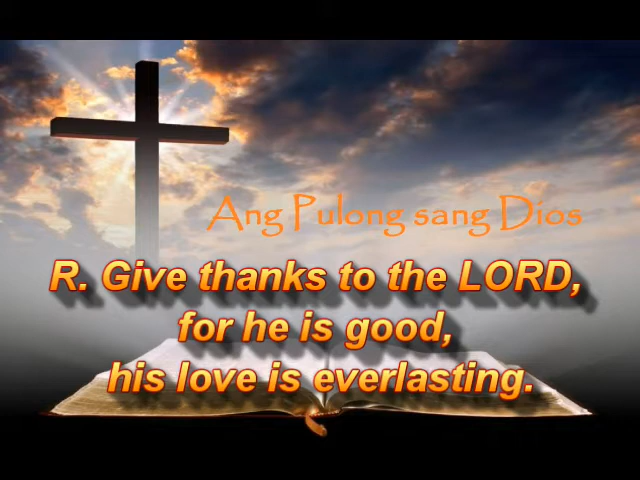 Ang Pulong sang Dios
R. Give thanks to the LORD,
for he is good,
his love is everlasting.